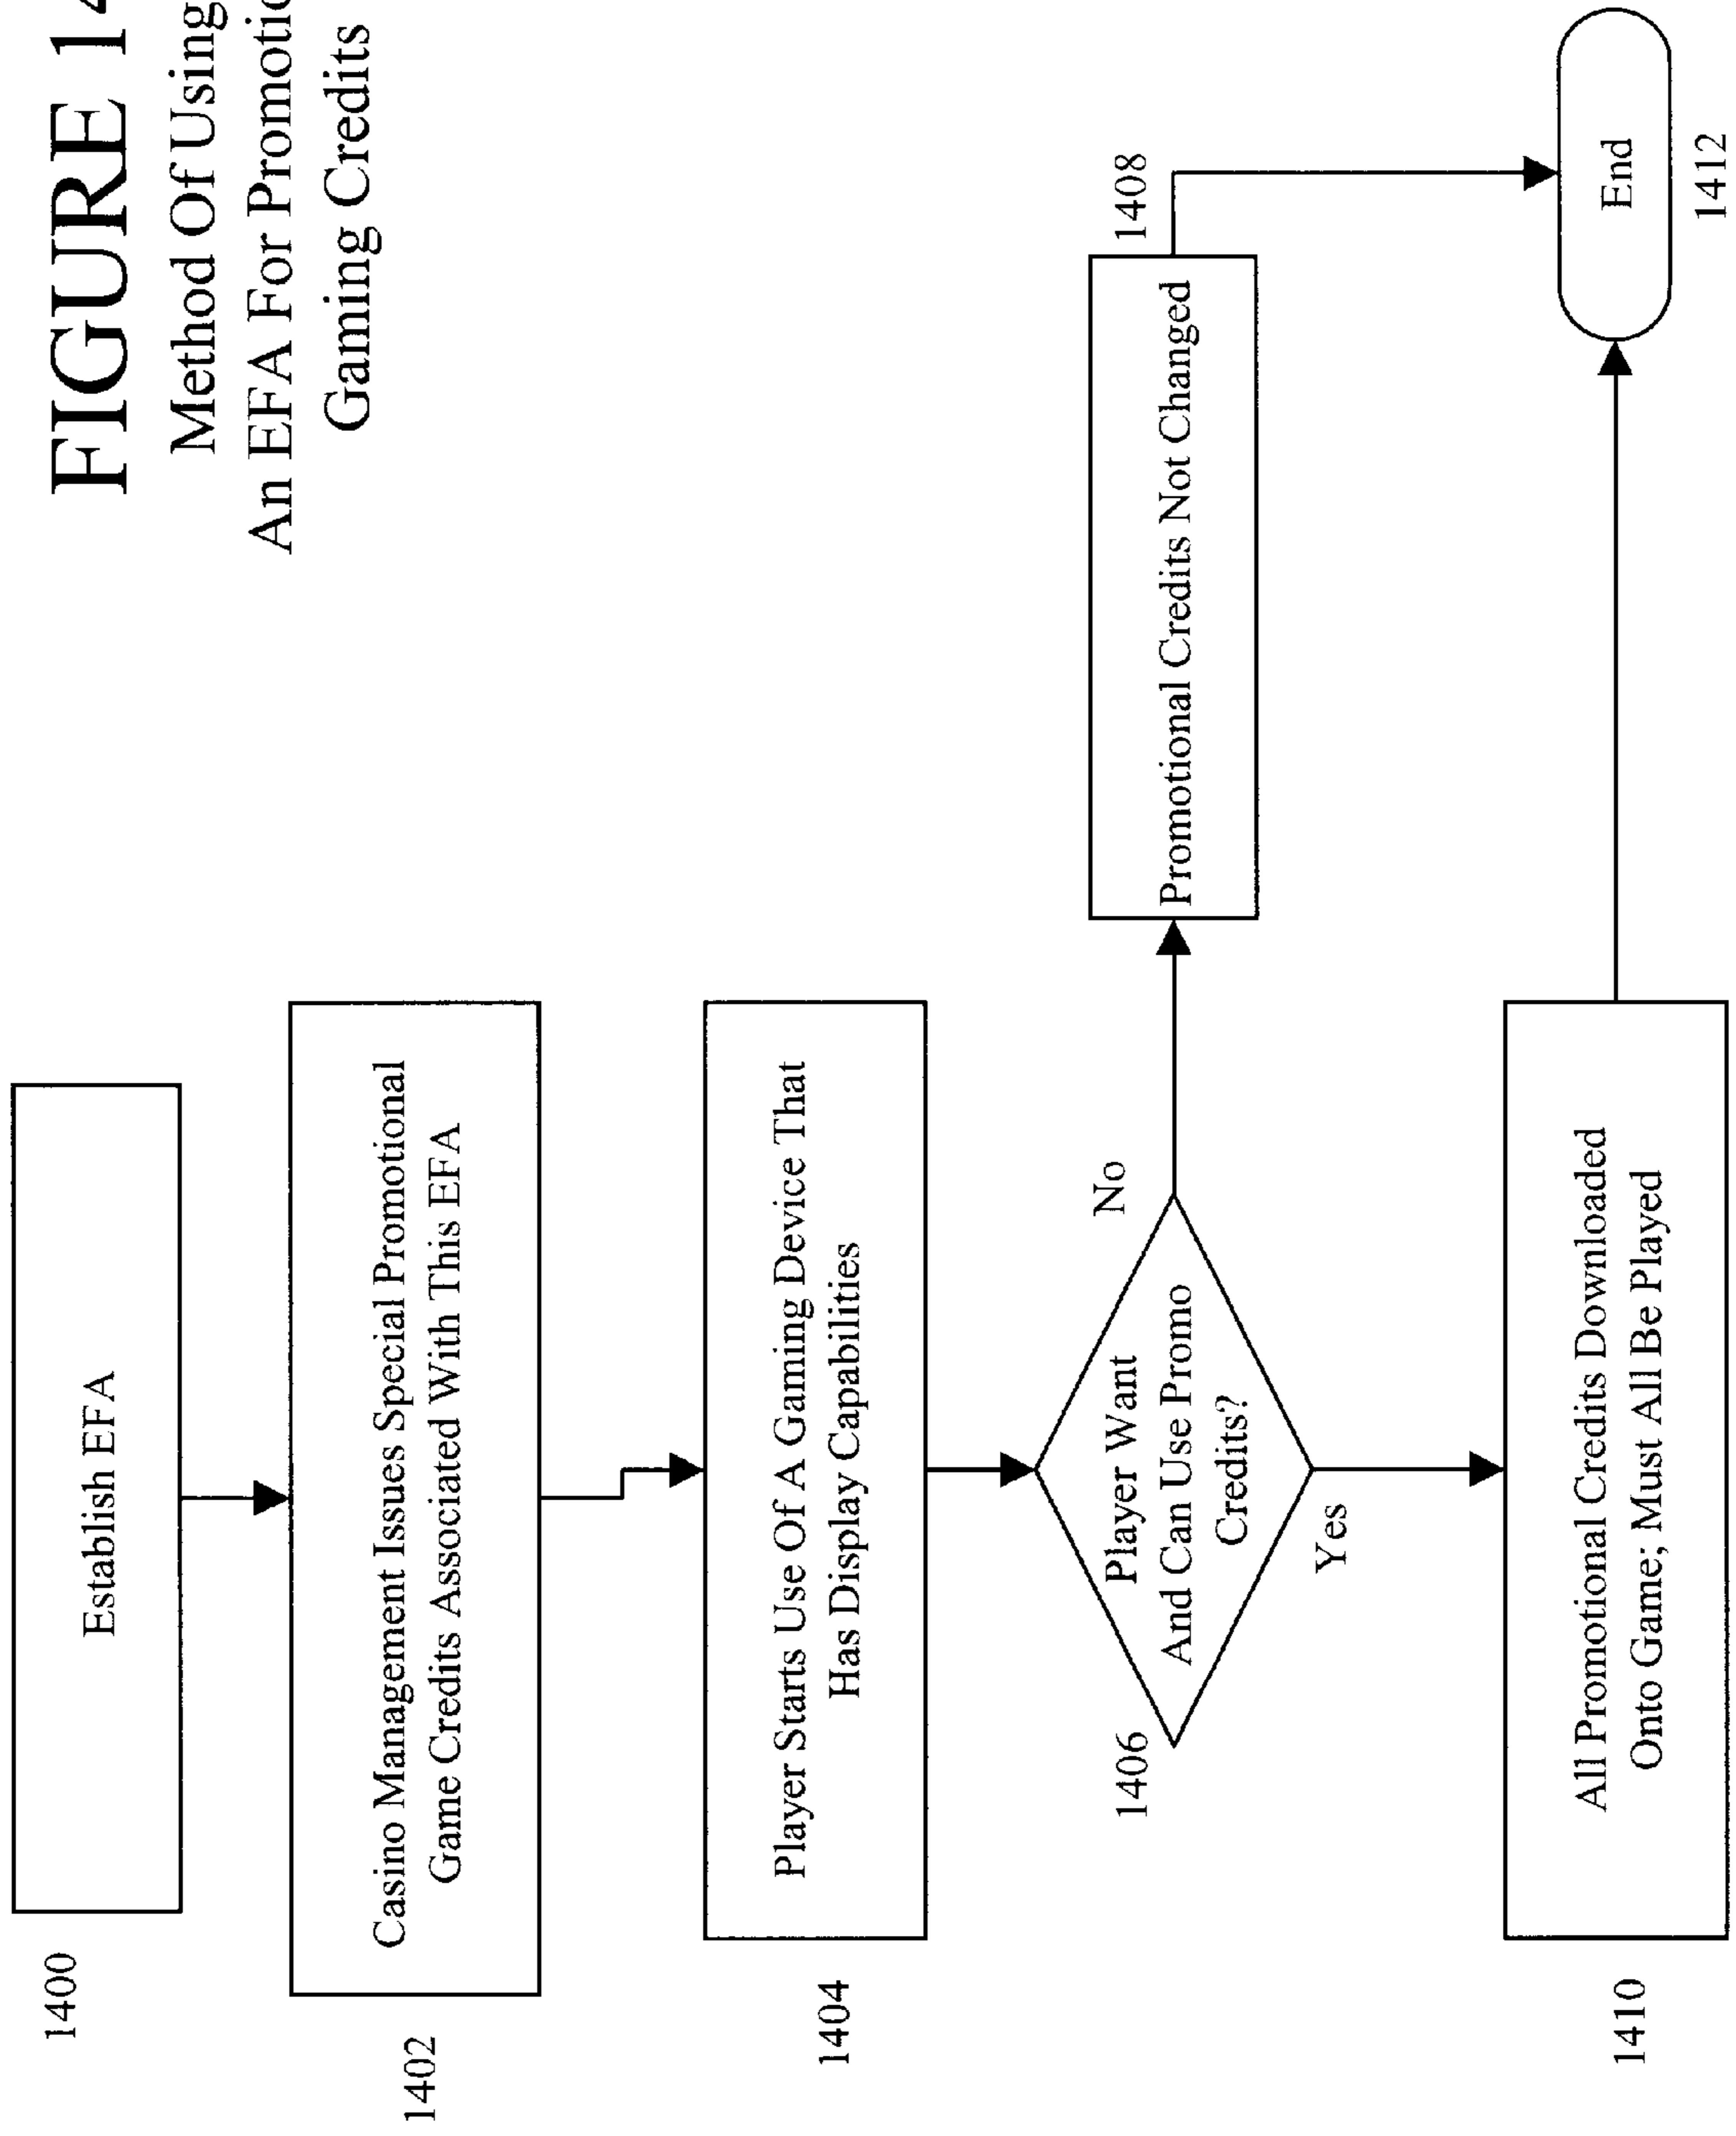 FIGURE 14
Method Of Using
An EFA For
Gaming Credits
1400
Establish EFA
1402
Casino Management Issues Special Promotional
Game Credits Associated With This EFA
1404
Player Starts Use Of A Gaming Device That
Has Display Capabilities
1406
Player Want
And Can Use Promo
Credits?
No
Yes
1408
Promotional Credits Not Changed
1410
All Promotional Credits Downloaded
Onto Game; Must All Be Played
End
1412